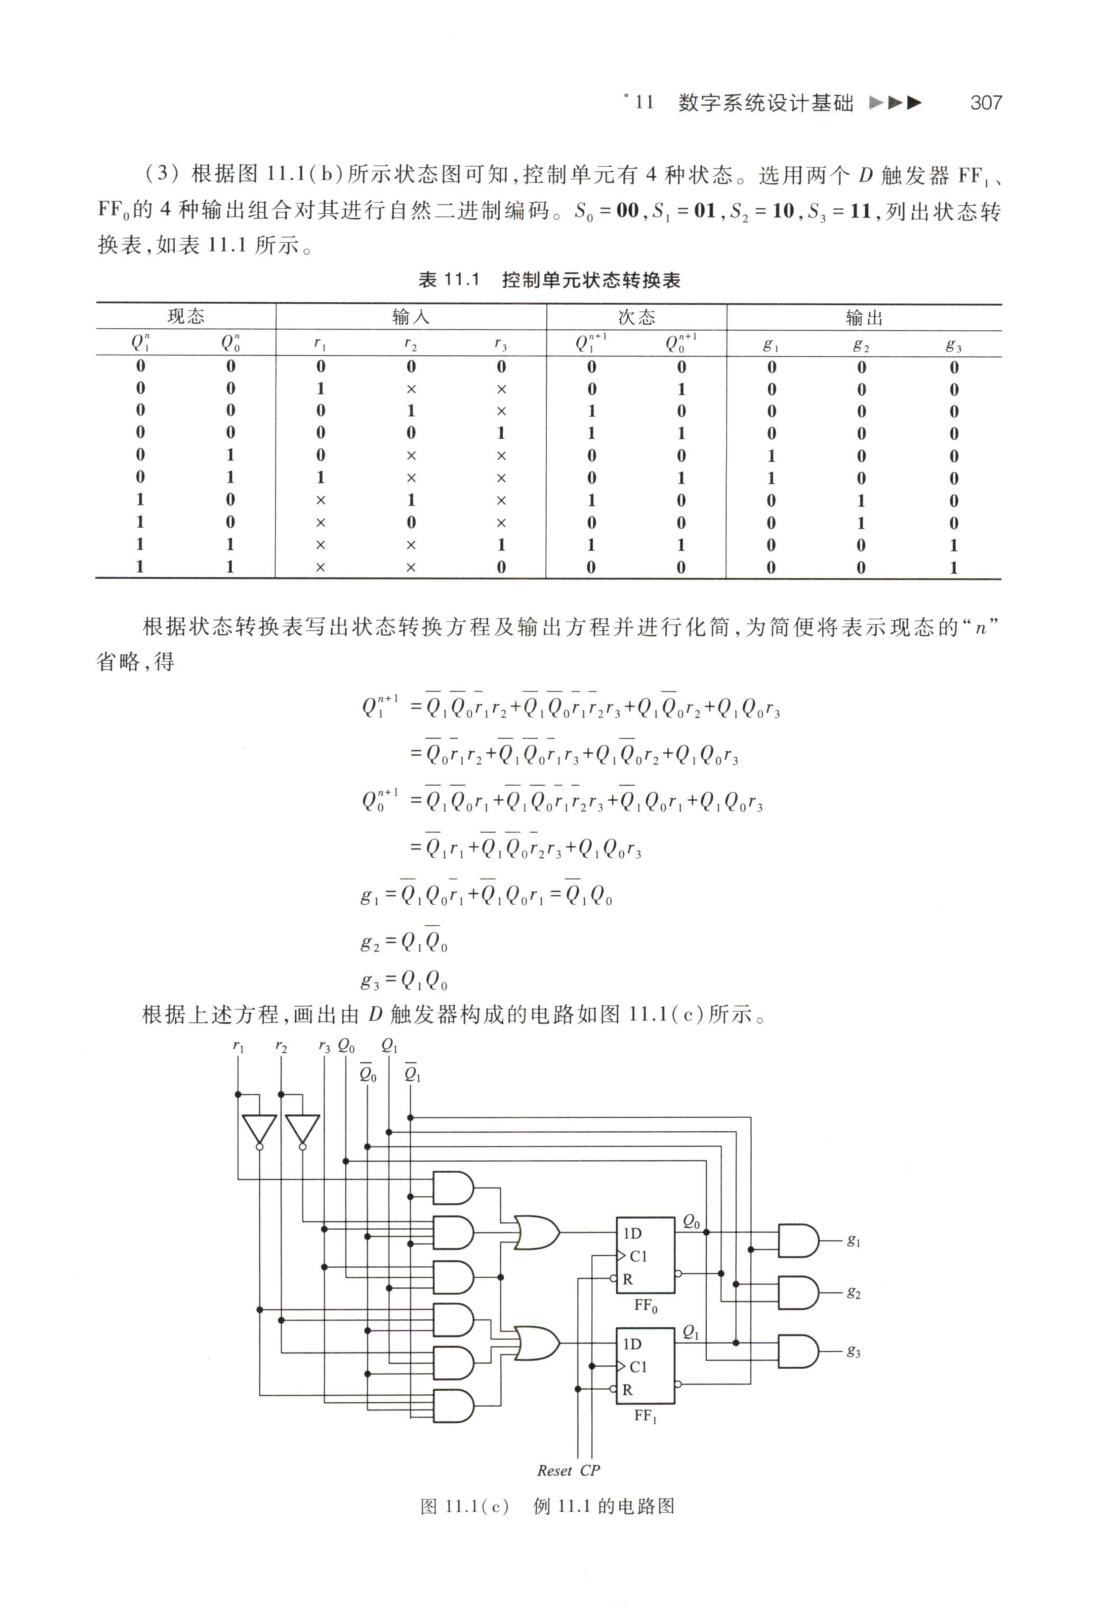 *11 数字系统设计基础 ▶▶▶ 307
(3) 根据图 11.1(b)所示状态图可知,控制单元有 4 种状态。选用两个 D 触发器 FF₁、
FF₀的 4 种输出组合对其进行自然二进制编码。S₀=00,S₁=01,S₂=10,S₃=11,列出状态转
换表,如表 11.1 所示。
表 11.1 控制单元状态转换表
现态 输入 次态 输出
Q₁ⁿ Q₀ⁿ r₁ r₂ r₃ Q₁ⁿ⁺¹ Q₀ⁿ⁺¹ g₁ g₂ g₃
0 0 0 0 0 0 0 0 0 0
0 0 1 × × 0 1 0 0 0
0 0 0 1 × 1 0 0 0 0
0 0 0 0 1 1 1 0 0 0
0 1 0 × × 0 0 1 0 0
0 1 1 × × 0 1 1 0 0
1 0 × 1 × 1 0 0 1 0
1 0 × 0 × 0 0 0 1 0
1 1 × × 1 1 1 0 0 1
1 1 × × 0 0 0 0 0 1
根据状态转换表写出状态转换方程及输出方程并进行化简,为简便将表示现态的“n”
省略,得
Q₁ⁿ⁺¹ = Q̅₁Q̅₀r̅₁r₂+Q̅₁Q̅₀r̅₁r̅₂r₃+Q₁Q̅₀r₂+Q₁Q₀r₃
=Q̅₀r̅₁r₂+Q̅₁Q̅₀r̅₁r₃+Q₁Q̅₀r₂+Q₁Q₀r₃
Q₀ⁿ⁺¹ = Q̅₁Q̅₀r₁+Q̅₁Q̅₀r̅₁r̅₂r₃+Q̅₁Q₀r₁+Q₁Q₀r₃
=Q̅₁r₁+Q̅₁Q̅₀r̅₂r₃+Q₁Q₀r₃
g₁=Q̅₁Q₀r̅₁+Q̅₁Q₀r₁=Q̅₁Q₀
g₂=Q₁Q̅₀
g₃=Q₁Q₀
根据上述方程,画出由 D 触发器构成的电路如图 11.1(c)所示。
r₁ r₂ r₃ Q₀ Q₁
Q̅₀ Q̅₁
1D
C1
R
FF₀
Q₀
g₁
g₂
1D
C1
R
FF₁
Q₁
g₃
Reset CP
图 11.1(c) 例 11.1 的电路图